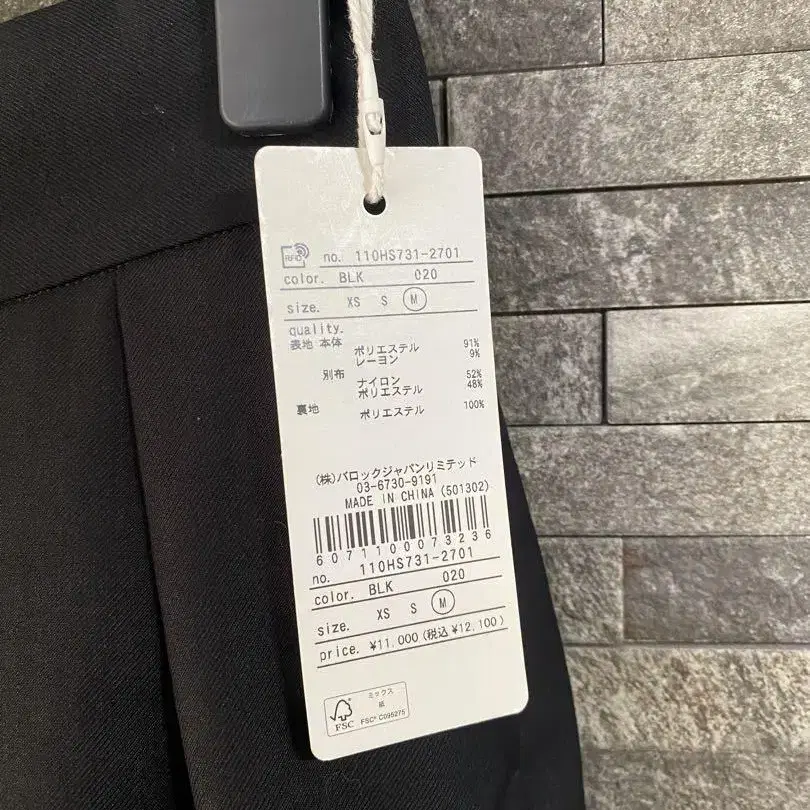 RFID
no. 110HS731-2701
color. BLK 020
size. XS S M
quality.
表地 本体 ポリエステル 91%
レーヨン 9%
別布 ナイロン 52%
ポリエステル 48%
裏地 ポリエステル 100%
(株)バロックジャパンリミテッド
03-6730-9191
MADE IN CHINA (501302)
6071100073236
no. 110HS731-2701
color. BLK 020
size. XS S M
price. ¥11,000(税込¥12,100)
ミックス
紙
FSC
FSC® C095275